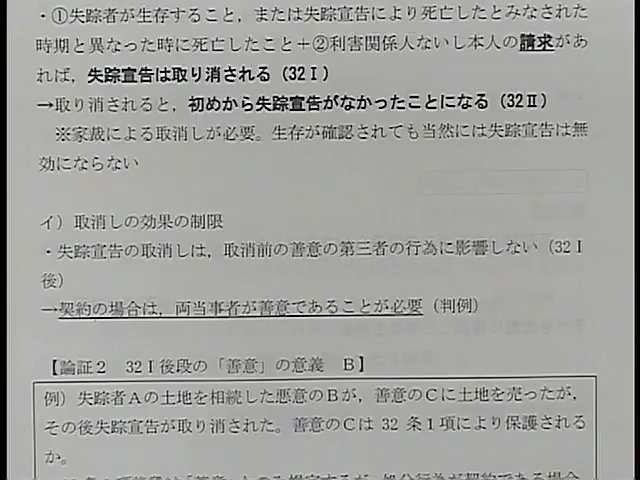 ・①失踪者が生存すること，または失踪宣告により死亡したとみなされた
時期と異なった時に死亡したこと＋②利害関係人ないし本人の請求があ
れば，失踪宣告は取り消される（32Ⅰ）
→取り消されると，初めから失踪宣告がなかったことになる（32Ⅱ）
※家裁による取消しが必要。生存が確認されても当然には失踪宣告は無
効にならない
イ）取消しの効果の制限
・失踪宣告の取消しは，取消前の善意の第三者の行為に影響しない（32Ⅰ
後）
→契約の場合は，両当事者が善意であることが必要（判例）
【論証２　32Ⅰ後段の「善意」の意義　Ｂ】
例）失踪者Ａの土地を相続した悪意のＢが，善意のＣに土地を売ったが，
その後失踪宣告が取り消された。善意のＣは 32 条１項により保護される
か。